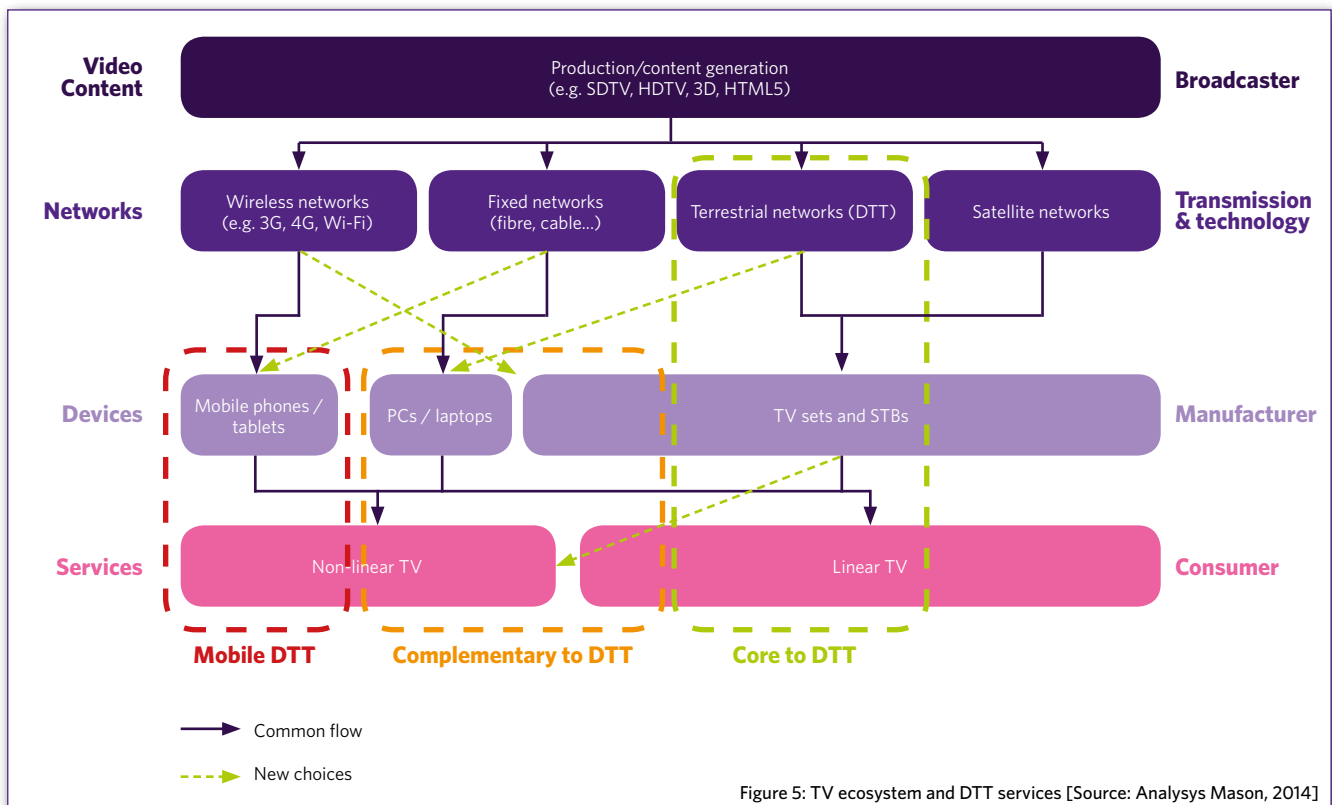 Video
Content
Production/content generation
(e.g. SDTV, HDTV, 3D, HTML5)
Broadcaster
Networks
Wireless networks
(e.g. 3G, 4G, Wi-Fi)
Fixed networks
(fibre, cable...)
Terrestrial networks (DTT)
Satellite networks
Transmission
& technology
Devices
Mobile phones /
tablets
PCs / laptops
TV sets and STBs
Manufacturer
Services
Non-linear TV
Linear TV
Consumer
Mobile DTT
Complementary to DTT
Core to DTT
Common flow
New choices
Figure 5: TV ecosystem and DTT services [Source: Analysys Mason, 2014]